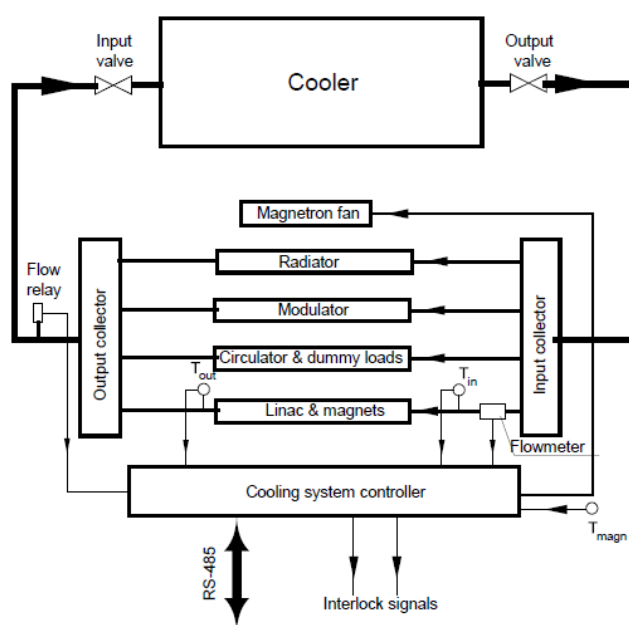 Input
valve
Output
valve
Cooler
Magnetron fan
Flow
relay
Radiator
Modulator
Circulator & dummy loads
Linac & magnets
Output collector
Input collector
Tout
Tin
Flowmeter
Cooling system controller
Tmagn
RS-485
Interlock signals